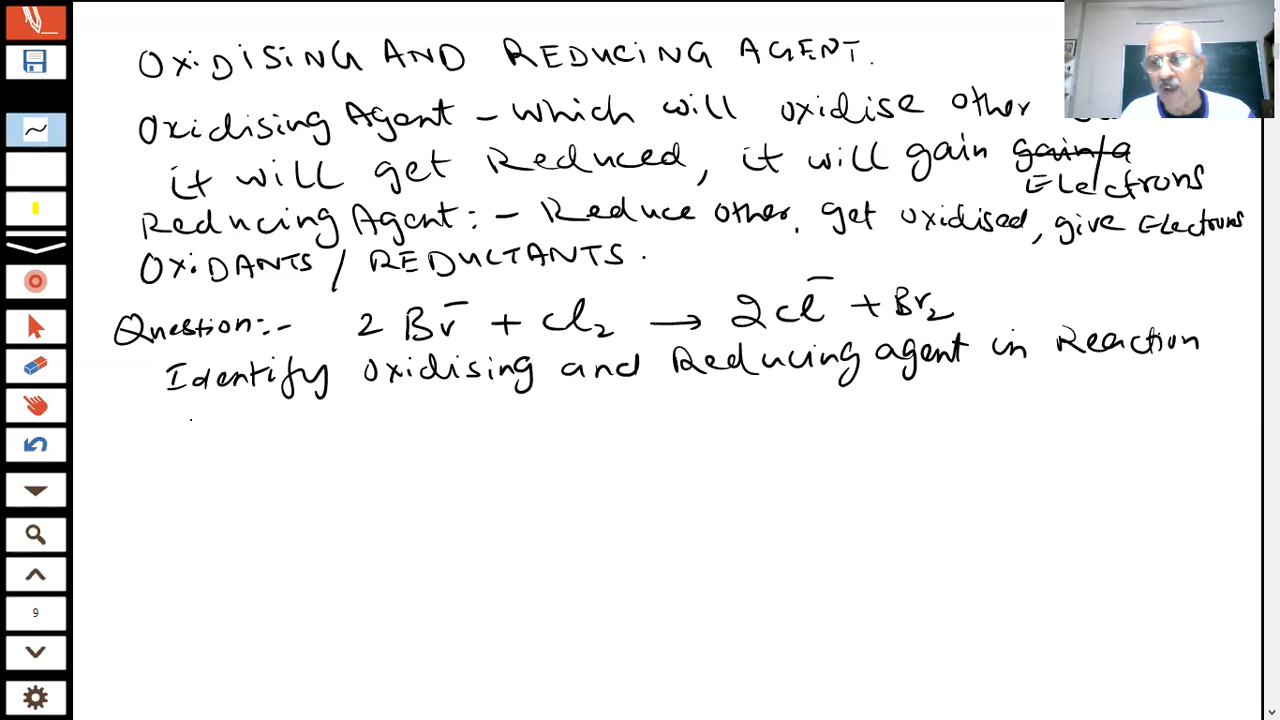 OXIDISING AND REDUCING AGENT.
Oxidising Agent - which will oxidise other
it will get Reduced, it will gain Electrons
Reducing Agent:- Reduce other, get oxidised, give Electrons
OXIDANTS / REDUCTANTS.
Question:- 2 Br⁻ + Cl₂ → 2Cl⁻ + Br₂
Identify oxidising and Reducing agent in Reaction
9